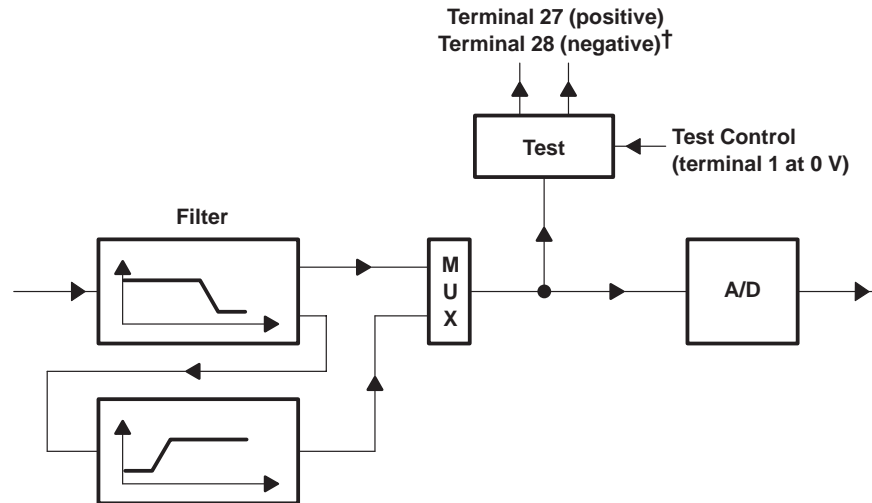 Terminal 27 (positive)
Terminal 28 (negative)†
Test
Test Control
(terminal 1 at 0 V)
Filter
M
U
X
A/D